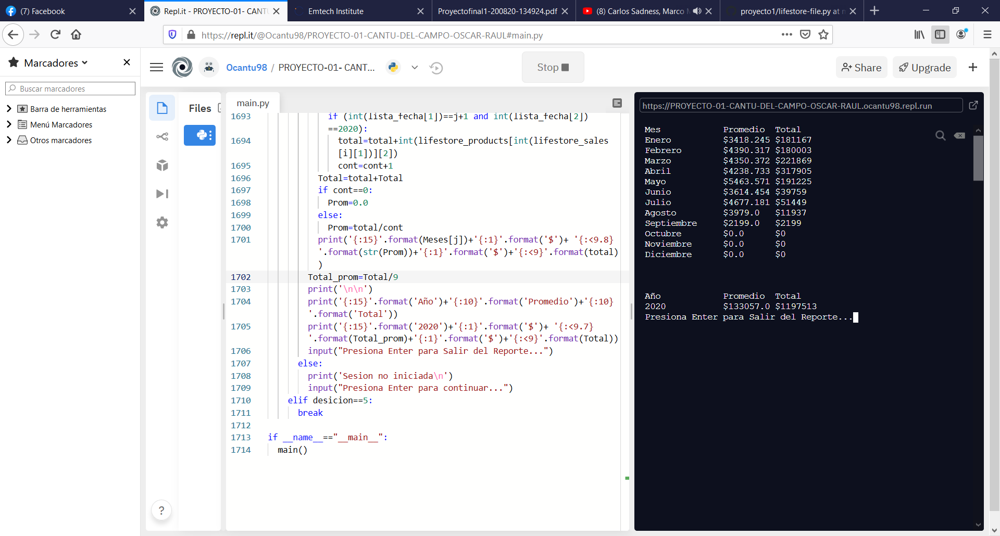 (7) Facebook
Repl.it - PROYECTO-01- CANTU
Emtech Institute
Proyectofinal1-200820-134924.pdf
(8) Carlos Sadness, Marco M
proyecto1/lifestore-file.py at m
https://repl.it/@Ocantu98/PROYECTO-01-CANTU-DEL-CAMPO-OSCAR-RAUL#main.py
Marcadores
Buscar marcadores
Barra de herramientas
Menú Marcadores
Otros marcadores
Ocantu98 / PROYECTO-01- CANT...
Stop
Share
Upgrade
Files
main.py
1693 if (int(lista_fecha[1])==j+1 and int(lista_fecha[2])
==2020):
1694 total=total+int(lifestore_products[int(lifestore_sales
[i][1])][2])
1695 cont=cont+1
1696 Total=total+Total
1697 if cont==0:
1698 Prom=0.0
1699 else:
1700 Prom=total/cont
1701 print('{:15}'.format(Meses[j])+'{:1}'.format('$')+ '{:<9.8}
'.format(str(Prom))+'{:1}'.format('$')+'{:<9}'.format(total)
)
1702 Total_prom=Total/9
1703 print('\n\n')
1704 print('{:15}'.format('Año')+'{:10}'.format('Promedio')+'{:10}
'.format('Total'))
1705 print('{:15}'.format('2020')+'{:1}'.format('$')+ '{:<9.7}
'.format(Total_prom)+'{:1}'.format('$')+'{:<9}'.format(Total))
1706 input("Presiona Enter para Salir del Reporte...")
1707 else:
1708 print('Sesion no iniciada\n')
1709 input("Presiona Enter para continuar...")
1710 elif desicion==5:
1711 break
1712
1713 if __name__=="__main__":
1714 main()
?
https://PROYECTO-01-CANTU-DEL-CAMPO-OSCAR-RAUL.ocantu98.repl.run
Mes Promedio Total
Enero $3418.245 $181167
Febrero $4390.317 $180003
Marzo $4350.372 $221869
Abril $4238.733 $317905
Mayo $5463.571 $191225
Junio $3614.454 $39759
Julio $4677.181 $51449
Agosto $3979.0 $11937
Septiembre $2199.0 $2199
Octubre $0.0 $0
Noviembre $0.0 $0
Diciembre $0.0 $0
Año Promedio Total
2020 $133057.0 $1197513
Presiona Enter para Salir del Reporte...